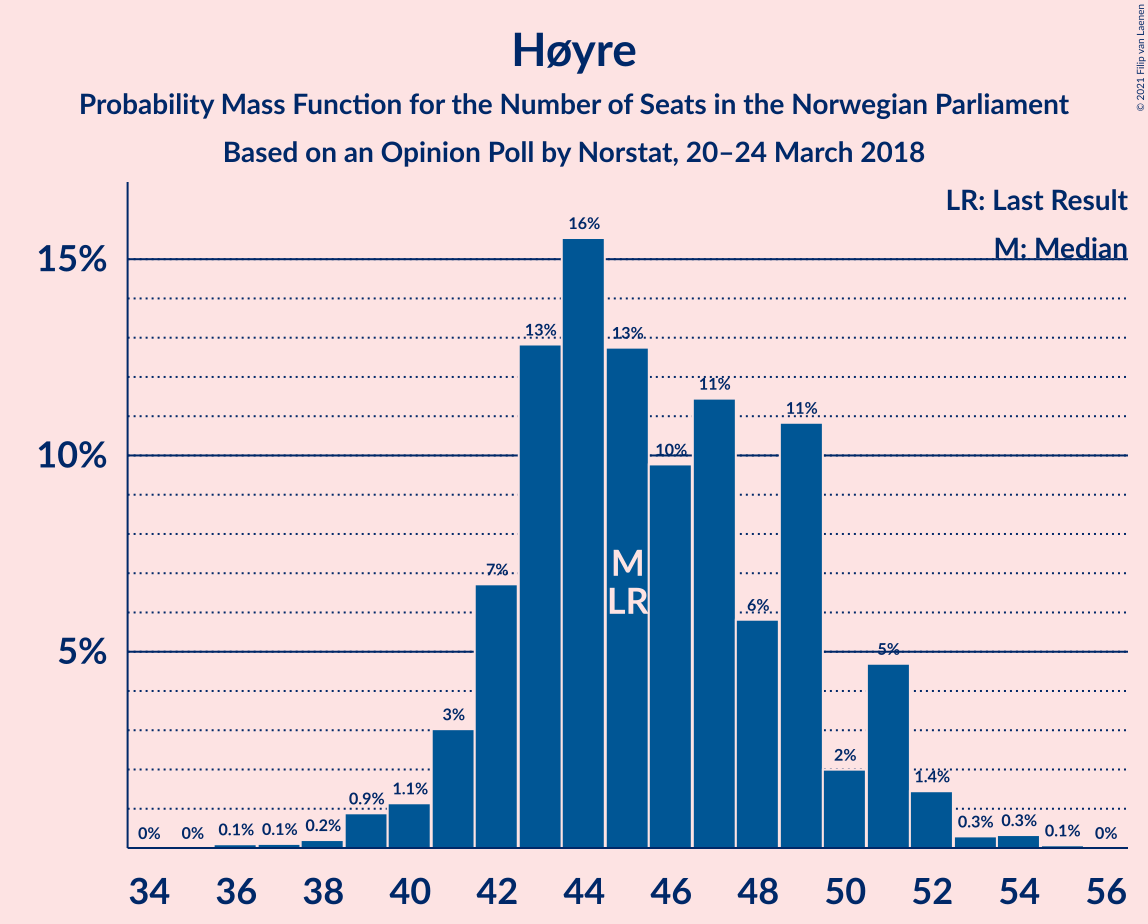 Høyre
Probability Mass Function for the Number of Seats in the Norwegian Parliament
Based on an Opinion Poll by Norstat, 20–24 March 2018
© 2021 Filip van Laenen
LR: Last Result
M: Median
15%
10%
5%
0%
0%
0.1%
0.1%
0.2%
0.9%
1.1%
3%
7%
13%
16%
13%
10%
11%
6%
11%
2%
5%
1.4%
0.3%
0.3%
0.1%
0%
M
LR
34 36 38 40 42 44 46 48 50 52 54 56